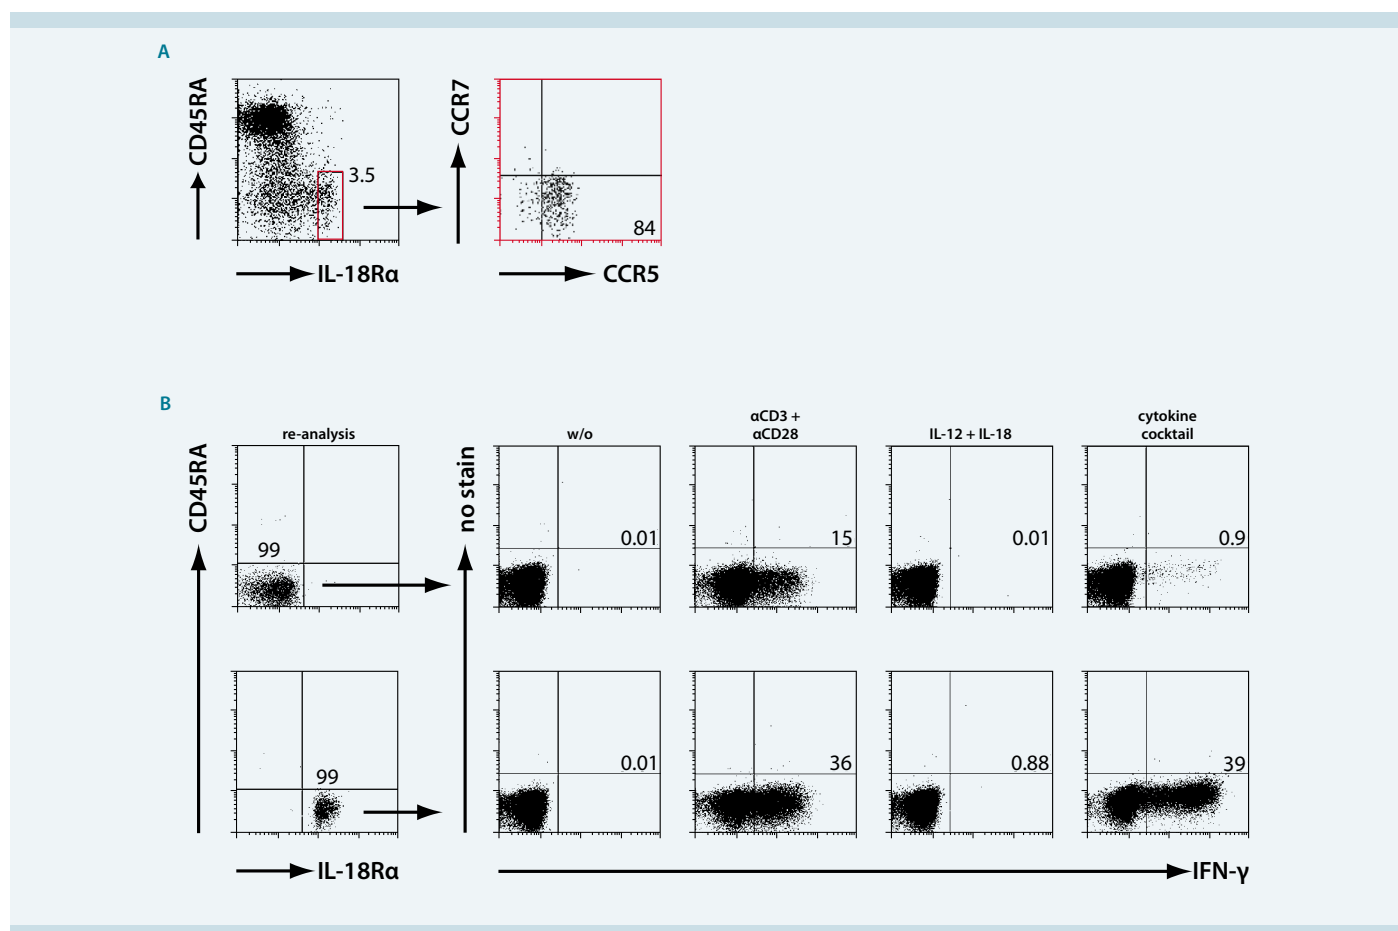 A
CD45RA
3.5
IL-18Rα
CCR7
84
CCR5
B
re-analysis
w/o
αCD3 +
αCD28
IL-12 + IL-18
cytokine
cocktail
CD45RA
no stain
99
0.01
15
0.01
0.9
99
0.01
36
0.88
39
IL-18Rα
IFN-γ